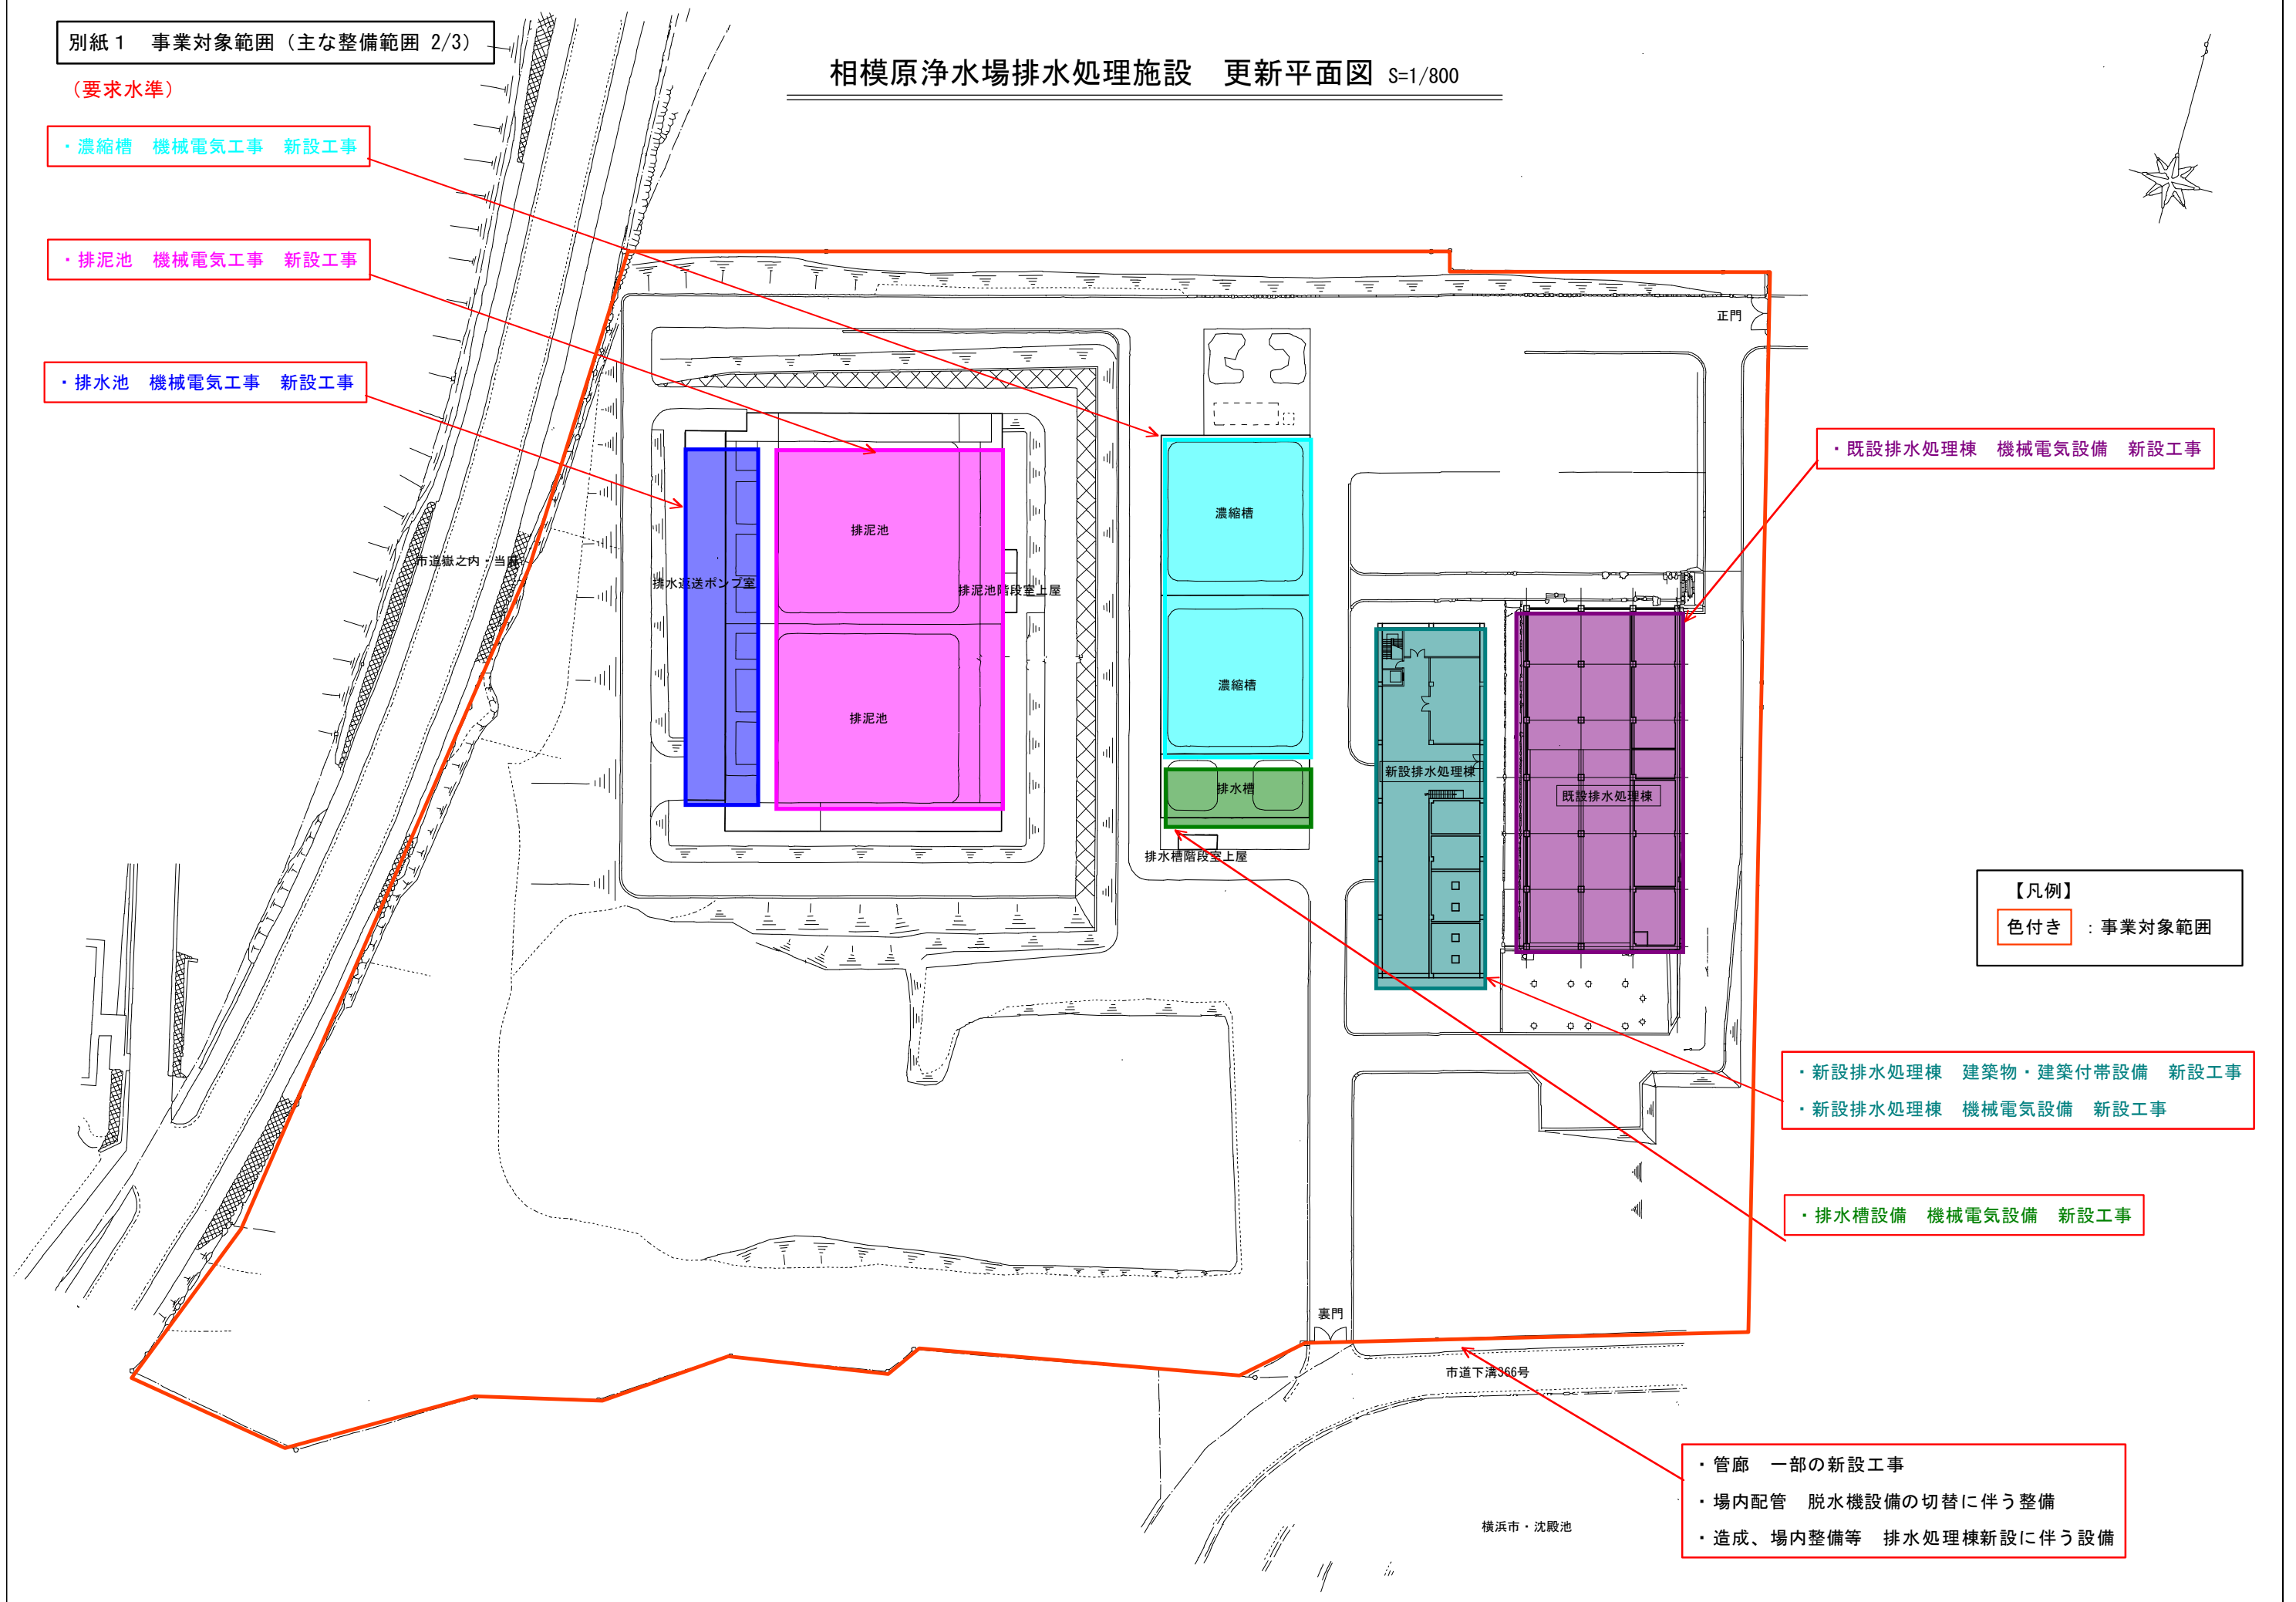 別紙１　事業対象範囲（主な整備範囲 2/3）
（要求水準）
相模原浄水場排水処理施設　更新平面図 S=1/800
・濃縮槽　機械電気工事　新設工事
・排泥池　機械電気工事　新設工事
・排水池　機械電気工事　新設工事
正門
・既設排水処理棟　機械電気設備　新設工事
市道嶽之内・当麻
排水返送ポンプ室
排泥池
排泥池階段室上屋
排泥池
濃縮槽
濃縮槽
排水槽
排水槽階段室上屋
新設排水処理棟
既設排水処理棟
【凡例】
色付き ：事業対象範囲
・新設排水処理棟　建築物・建築付帯設備　新設工事
・新設排水処理棟　機械電気設備　新設工事
・排水槽設備　機械電気設備　新設工事
裏門
市道下溝366号
・管廊　一部の新設工事
・場内配管　脱水機設備の切替に伴う整備
・造成、場内整備等　排水処理棟新設に伴う設備
横浜市・沈殿池